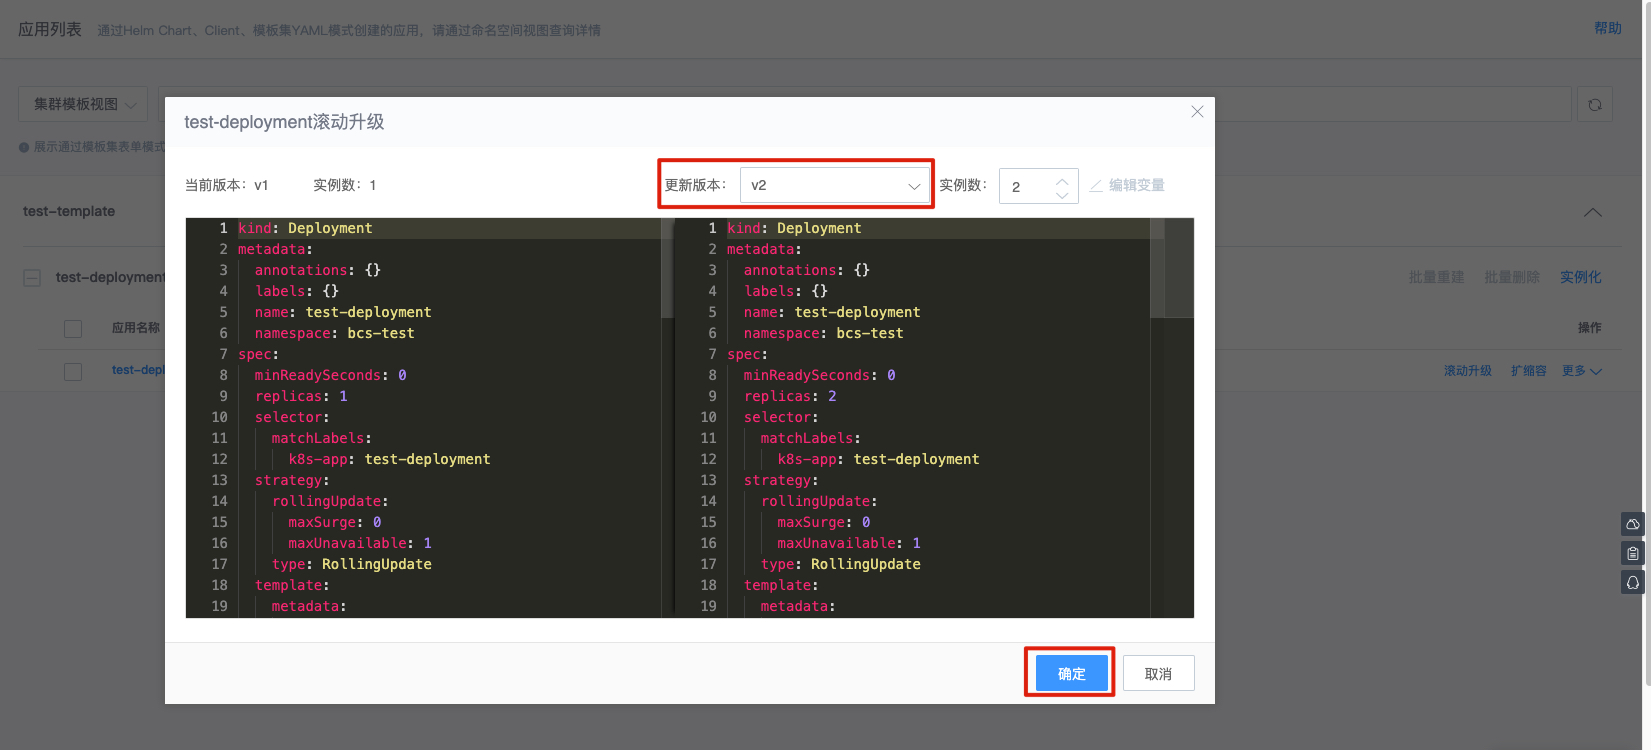 应用列表 通过Helm Chart、Client、模板集YAML模式创建的应用，请通过命名空间视图查询详情 帮助
集群模板视图
展示通过模板集表单模式
test-template
test-deployment 批量重建 批量删除 实例化
应用名称 操作
test-depl 滚动升级 扩缩容 更多
test-deployment滚动升级
当前版本：v1 实例数：1 更新版本： v2 实例数： 2 编辑变量
1 kind: Deployment
2 metadata:
3 annotations: {}
4 labels: {}
5 name: test-deployment
6 namespace: bcs-test
7 spec:
8 minReadySeconds: 0
9 replicas: 1
10 selector:
11 matchLabels:
12 k8s-app: test-deployment
13 strategy:
14 rollingUpdate:
15 maxSurge: 0
16 maxUnavailable: 1
17 type: RollingUpdate
18 template:
19 metadata:
1 kind: Deployment
2 metadata:
3 annotations: {}
4 labels: {}
5 name: test-deployment
6 namespace: bcs-test
7 spec:
8 minReadySeconds: 0
9 replicas: 2
10 selector:
11 matchLabels:
12 k8s-app: test-deployment
13 strategy:
14 rollingUpdate:
15 maxSurge: 0
16 maxUnavailable: 1
17 type: RollingUpdate
18 template:
19 metadata:
确定 取消